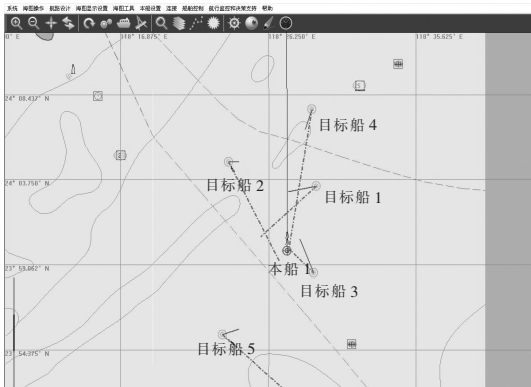 系统 海图操作 航路设计 海图显示设置 海图工具 本船设置 连接 船舶控制 航行监控和决策支持 帮助
0' E 118 16.875' E 118 26.250' E 118 35.625' E
24° 08.437' N
目标船 4
24° 03.750' N
目标船 2
目标船 1
23° 59.062' N
本船 1
目标船 3
目标船 5
23° 54.375' N